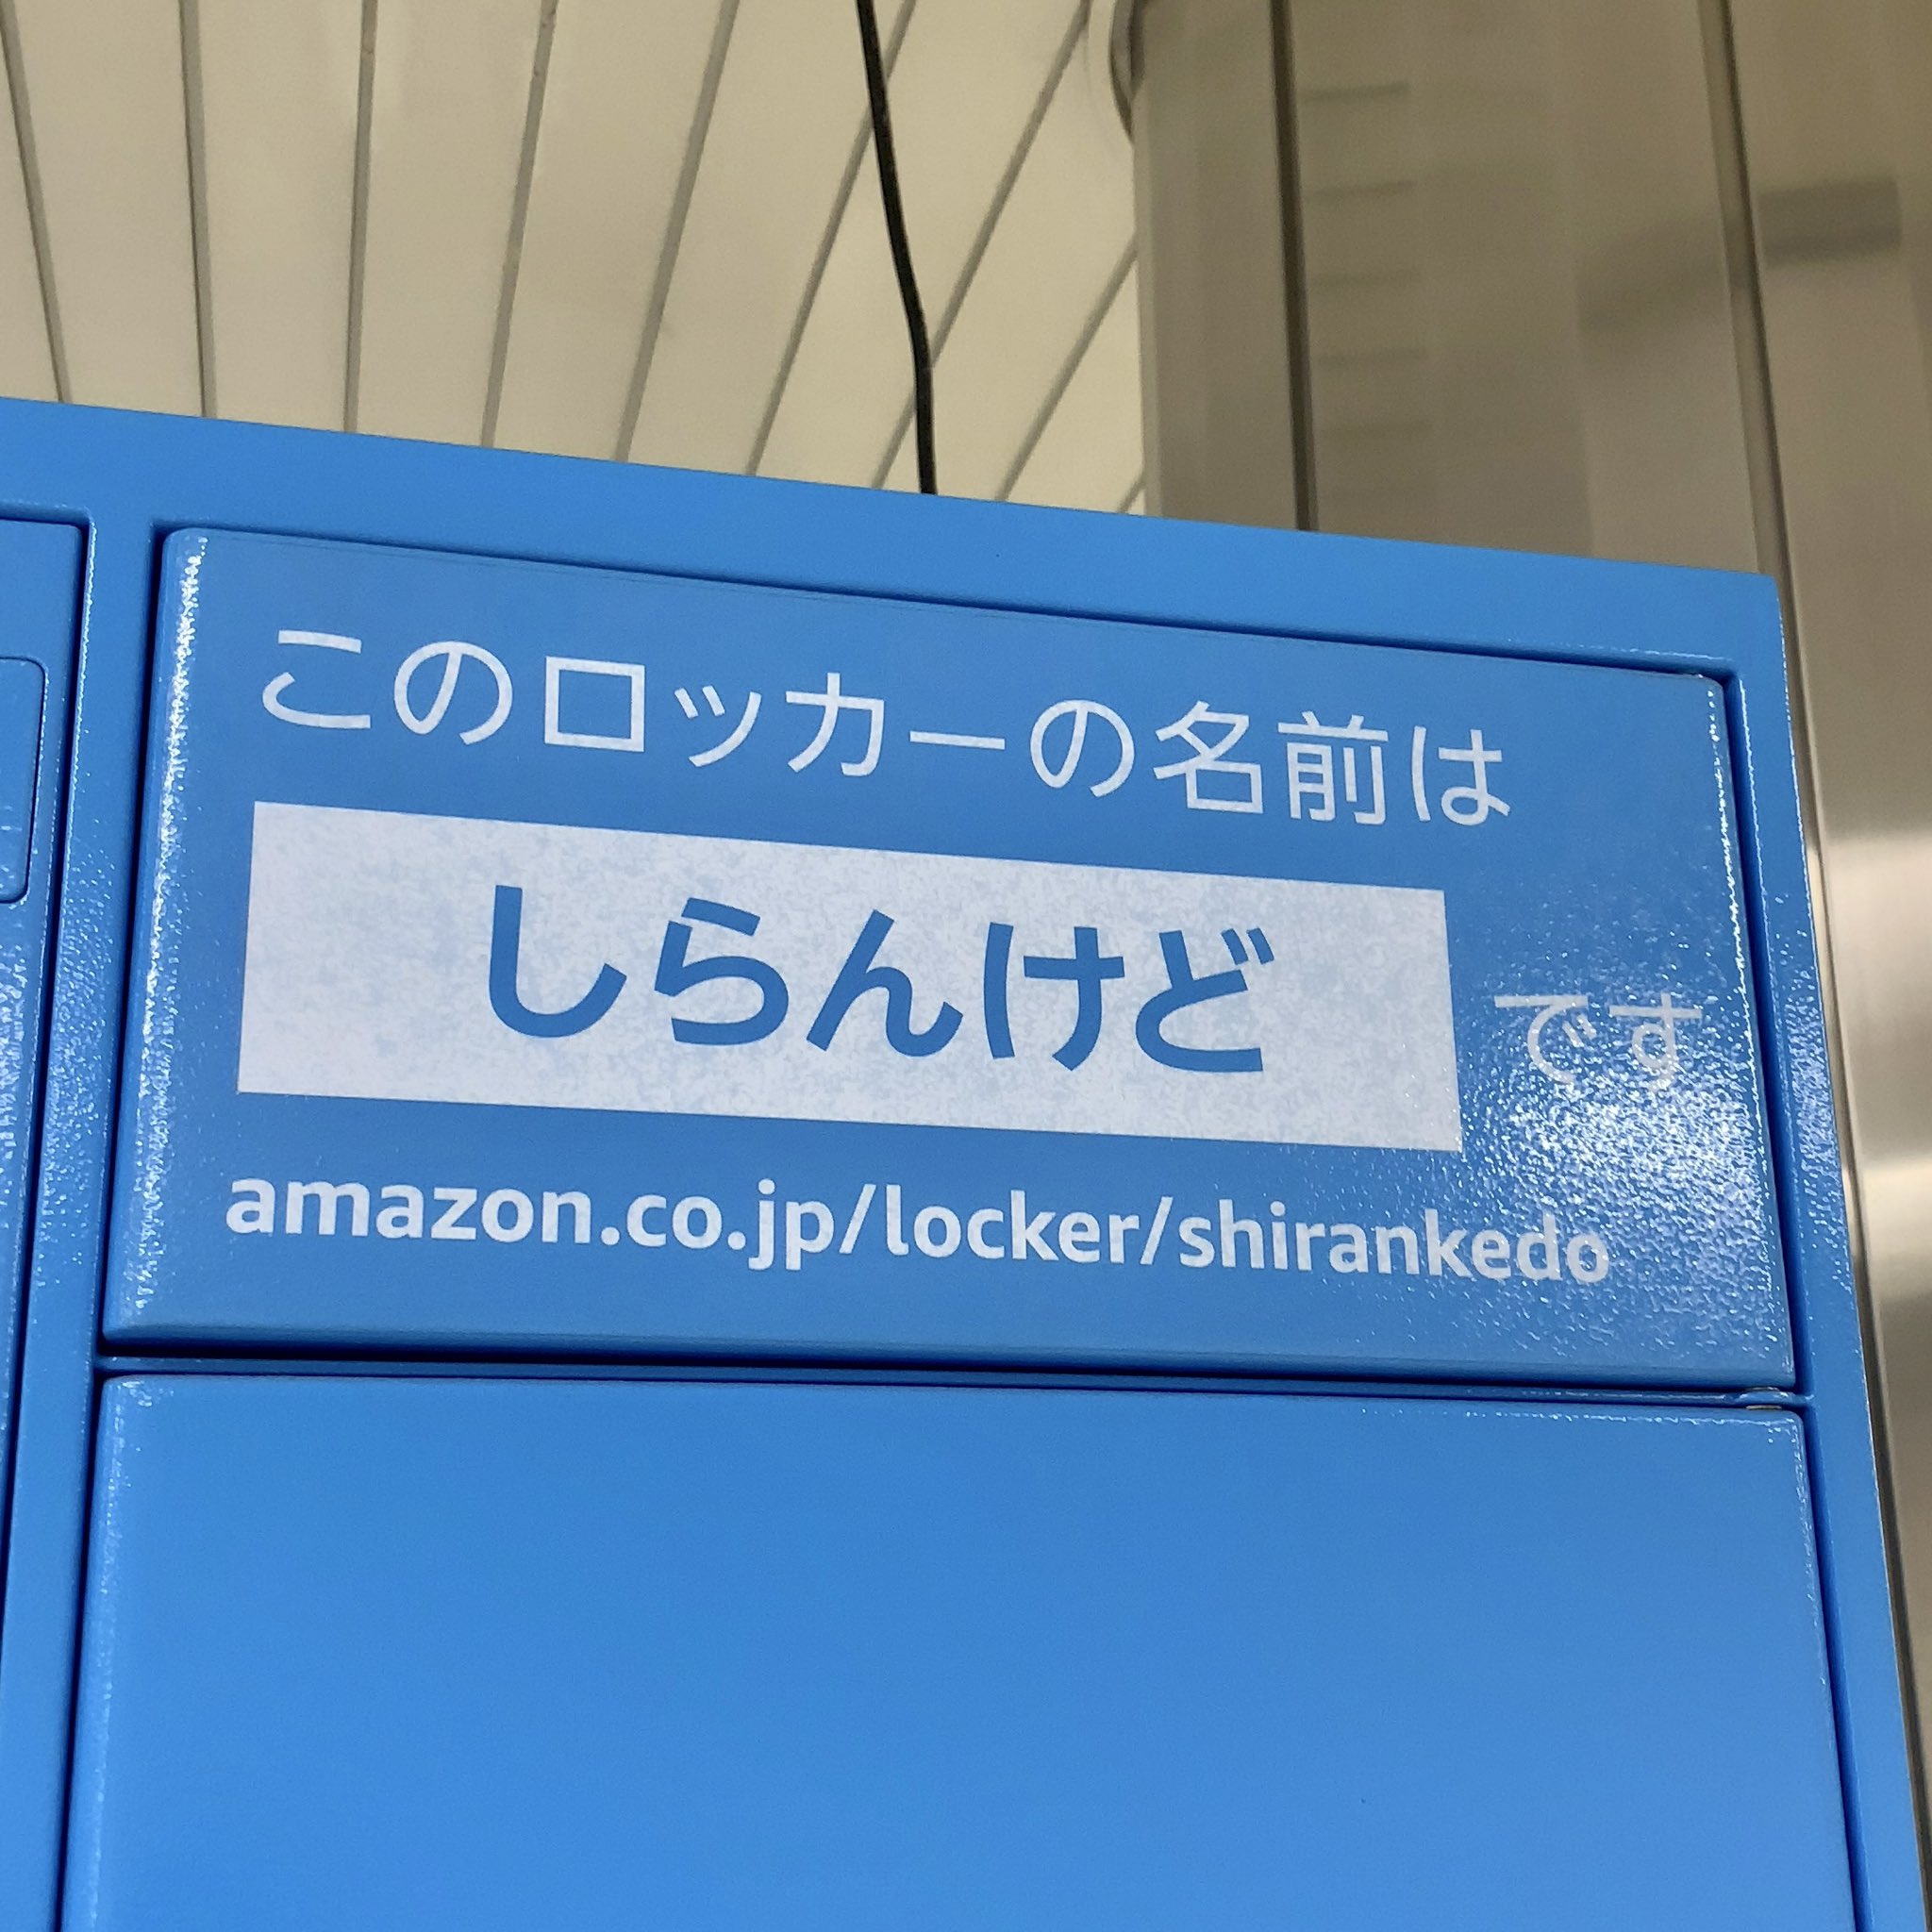 このロッカーの名前は
しらんけど です
amazon.co.jp/locker/shirankedo